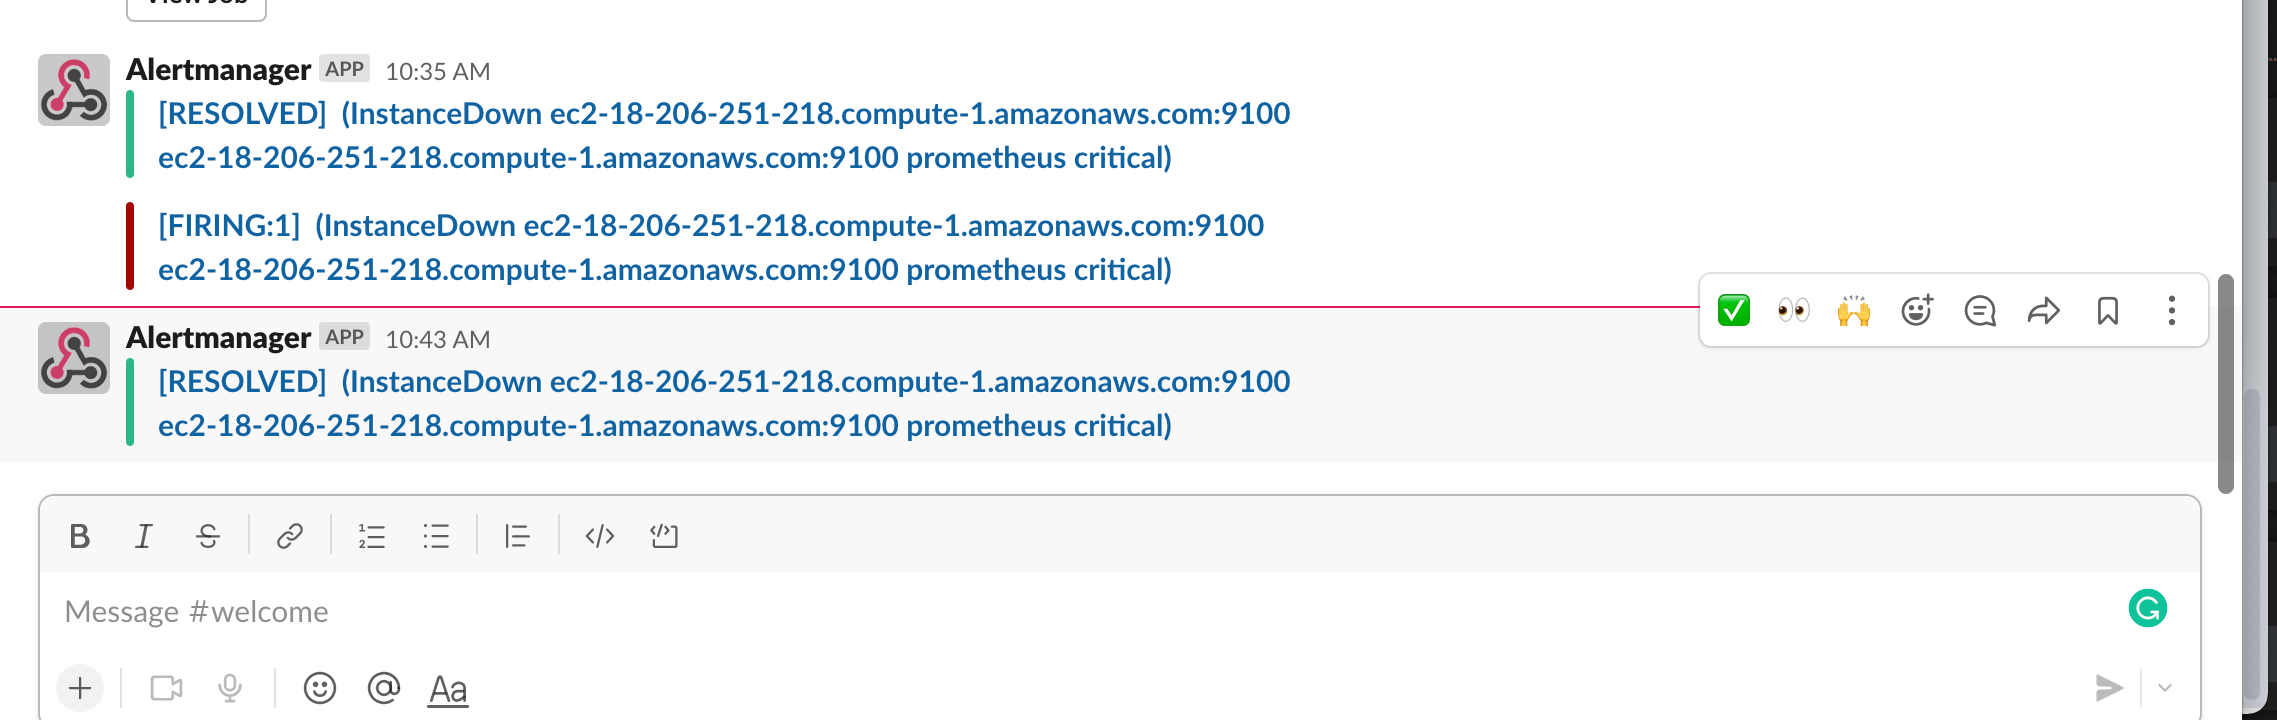 View Job
Alertmanager APP 10:35 AM
[RESOLVED] (InstanceDown ec2-18-206-251-218.compute-1.amazonaws.com:9100
ec2-18-206-251-218.compute-1.amazonaws.com:9100 prometheus critical)
[FIRING:1] (InstanceDown ec2-18-206-251-218.compute-1.amazonaws.com:9100
ec2-18-206-251-218.compute-1.amazonaws.com:9100 prometheus critical)
Alertmanager APP 10:43 AM
[RESOLVED] (InstanceDown ec2-18-206-251-218.compute-1.amazonaws.com:9100
ec2-18-206-251-218.compute-1.amazonaws.com:9100 prometheus critical)
Message #welcome
Aa